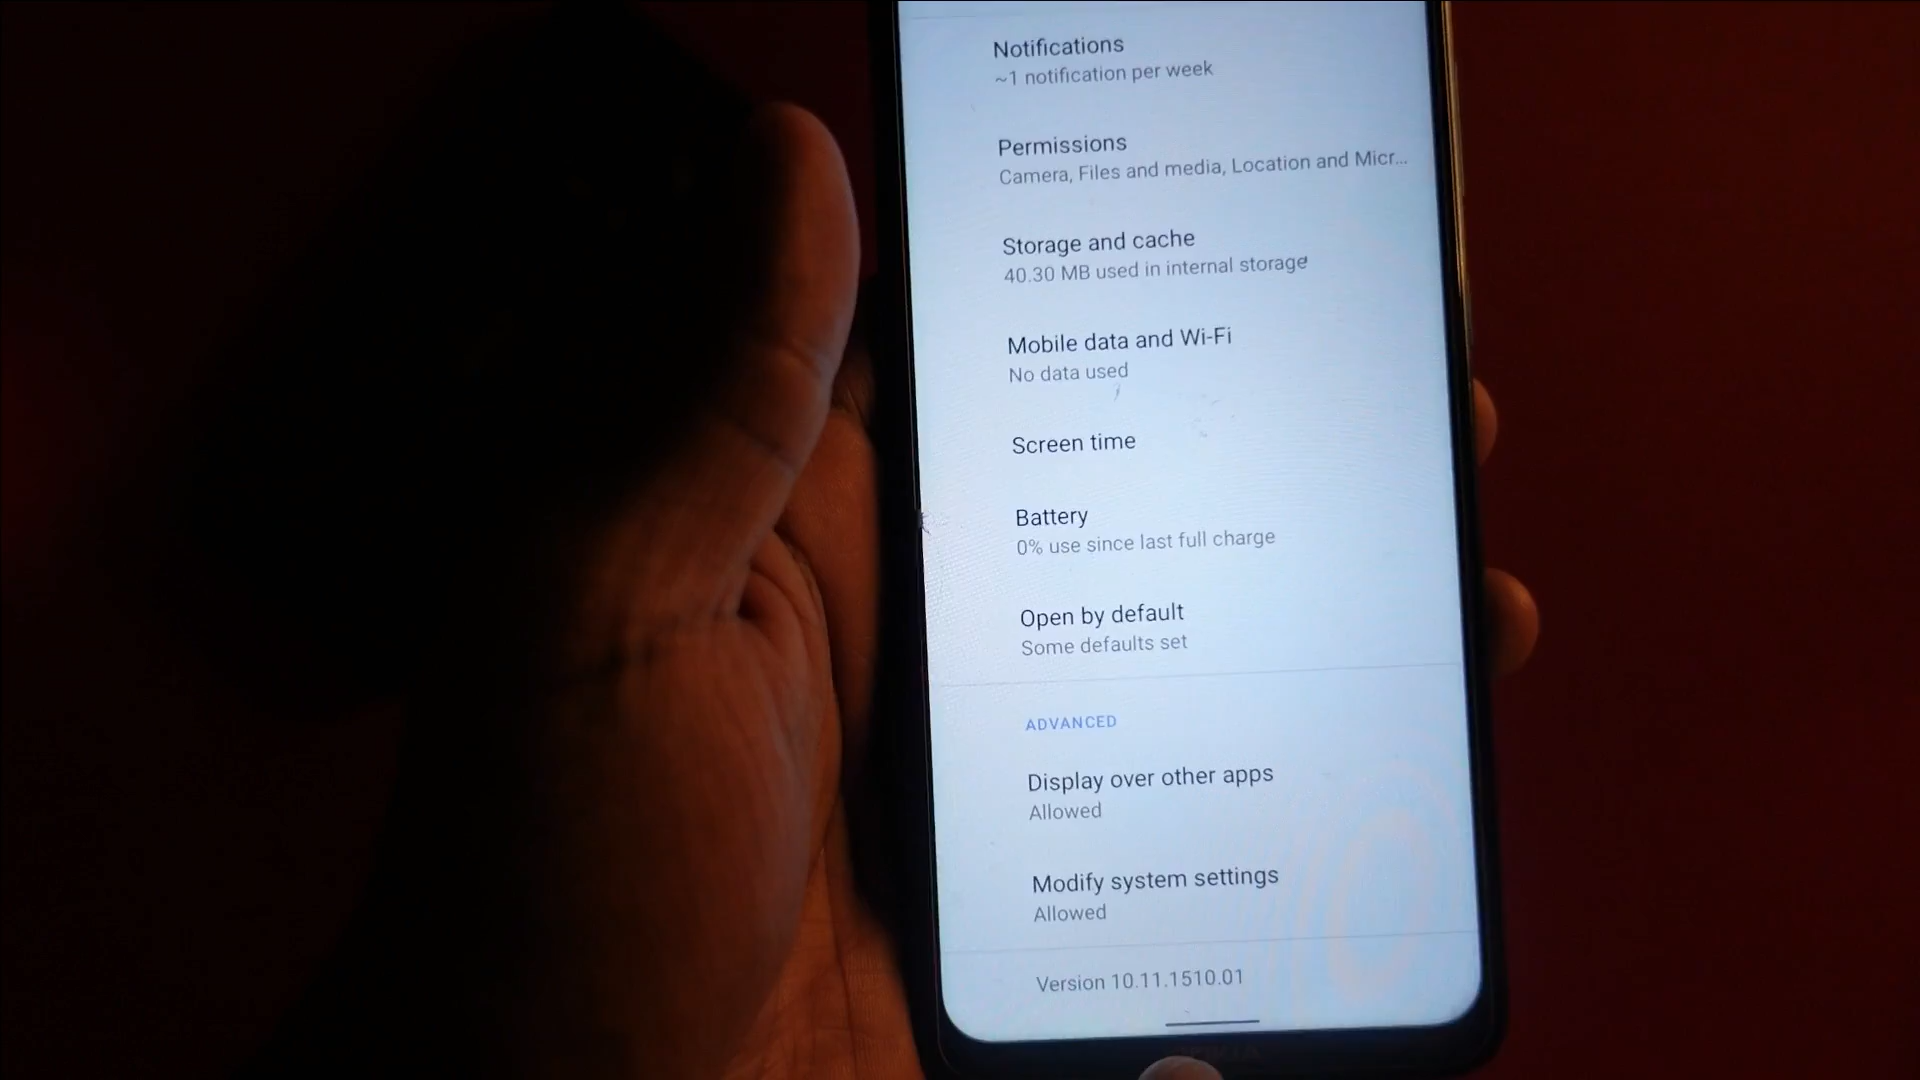 Notifications
~1 notification per week
Permissions
Camera, Files and media, Location and Micr...
Storage and cache
40.30 MB used in internal storage
Mobile data and Wi-Fi
No data used
Screen time
Battery
0% use since last full charge
Open by default
Some defaults set
ADVANCED
Display over other apps
Allowed
Modify system settings
Allowed
Version 10.11.1510.01